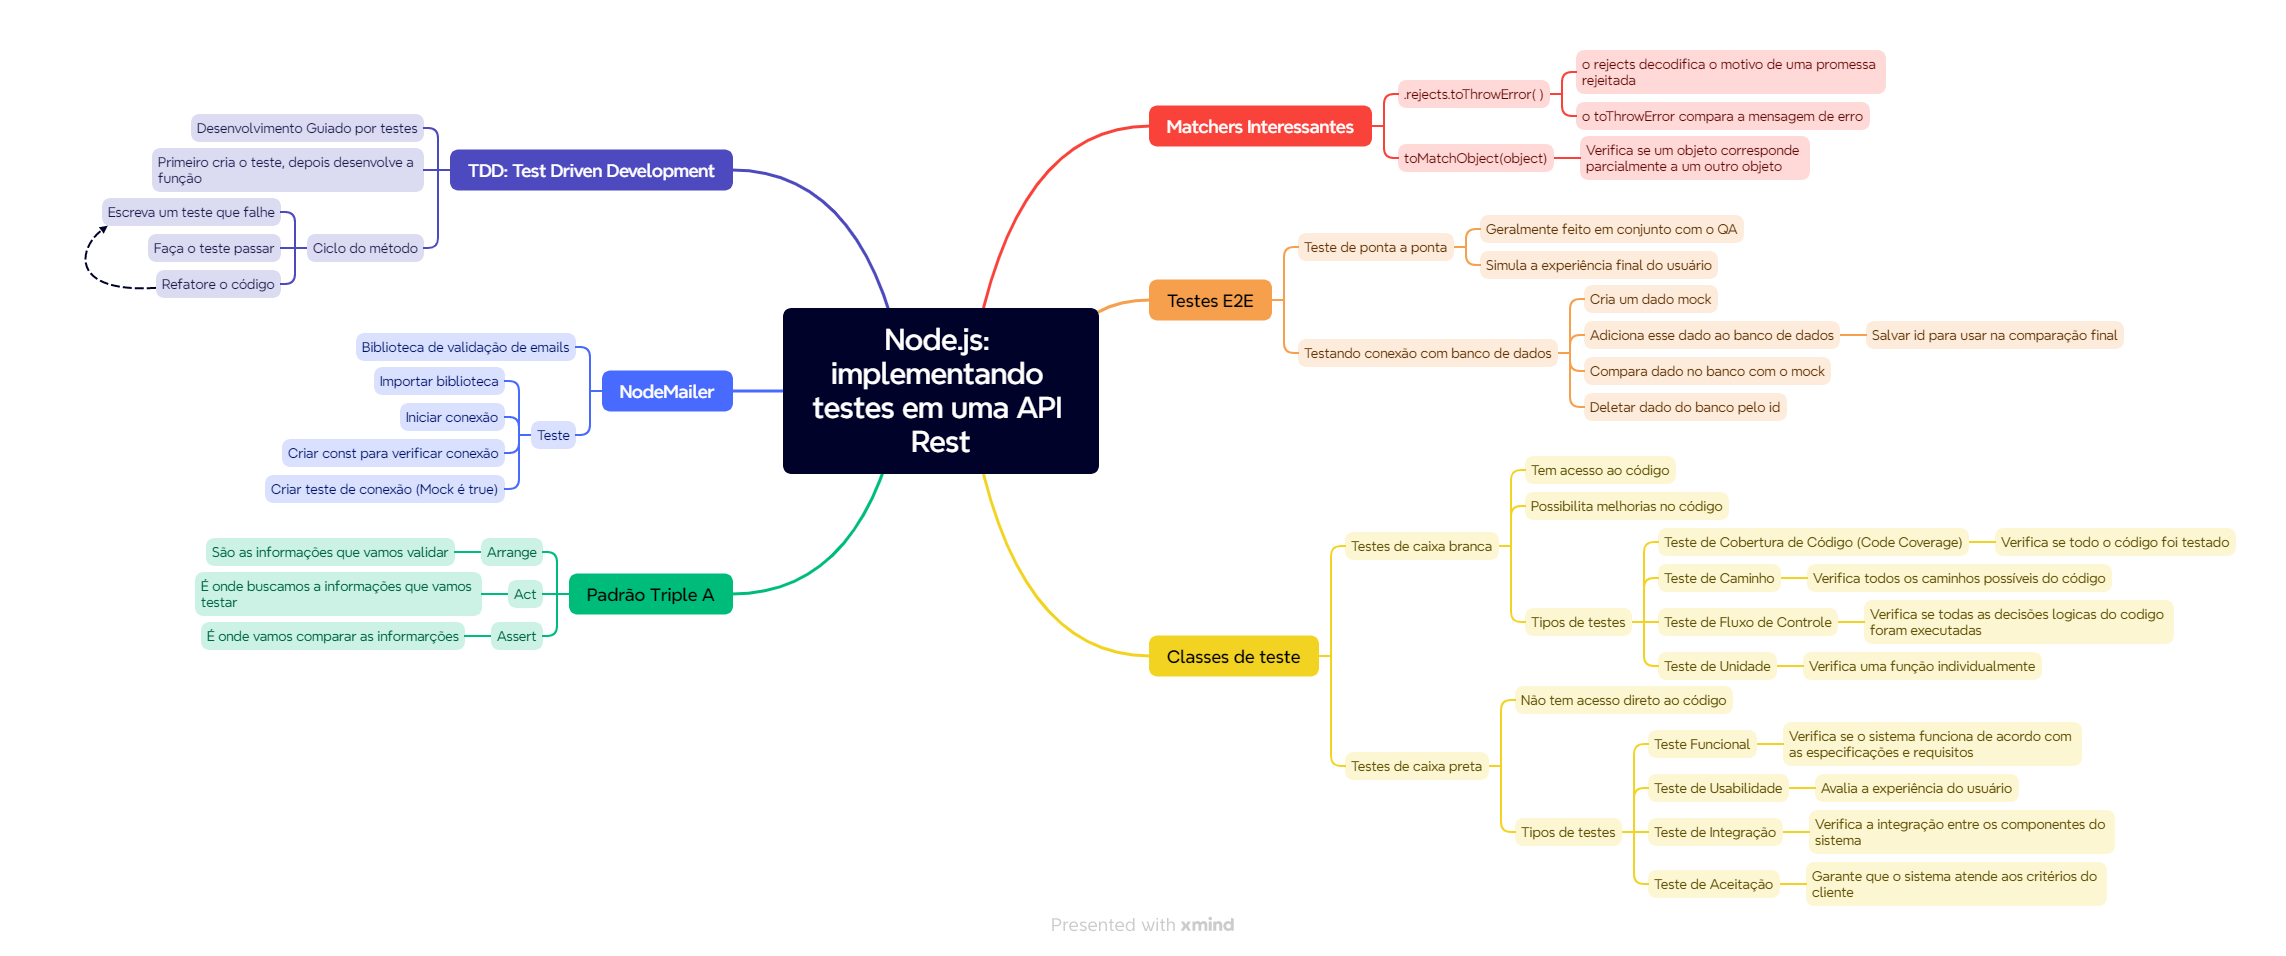 Node.js:
implementando
testes em uma API
Rest
Matchers Interessantes
.rejects.toThrowError( )
o rejects decodifica o motivo de uma promessa
rejeitada
o toThrowError compara a mensagem de erro
toMatchObject(object)
Verifica se um objeto corresponde
parcialmente a um outro objeto
Testes E2E
Teste de ponta a ponta
Geralmente feito em conjunto com o QA
Simula a experiência final do usuário
Testando conexão com banco de dados
Cria um dado mock
Adiciona esse dado ao banco de dados
Salvar id para usar na comparação final
Compara dado no banco com o mock
Deletar dado do banco pelo id
Classes de teste
Testes de caixa branca
Tem acesso ao código
Possibilita melhorias no código
Tipos de testes
Teste de Cobertura de Código (Code Coverage)
Verifica se todo o código foi testado
Teste de Caminho
Verifica todos os caminhos possíveis do código
Teste de Fluxo de Controle
Verifica se todas as decisões logicas do codigo
foram executadas
Teste de Unidade
Verifica uma função individualmente
Testes de caixa preta
Não tem acesso direto ao código
Tipos de testes
Teste Funcional
Verifica se o sistema funciona de acordo com
as especificações e requisitos
Teste de Usabilidade
Avalia a experiência do usuário
Teste de Integração
Verifica a integração entre os componentes do
sistema
Teste de Aceitação
Garante que o sistema atende aos critérios do
cliente
TDD: Test Driven Development
Desenvolvimento Guiado por testes
Primeiro cria o teste, depois desenvolve a
função
Ciclo do método
Escreva um teste que falhe
Faça o teste passar
Refatore o código
NodeMailer
Biblioteca de validação de emails
Teste
Importar biblioteca
Iniciar conexão
Criar const para verificar conexão
Criar teste de conexão (Mock é true)
Padrão Triple A
Arrange
São as informações que vamos validar
Act
É onde buscamos a informações que vamos
testar
Assert
É onde vamos comparar as informarções
Presented with xmind